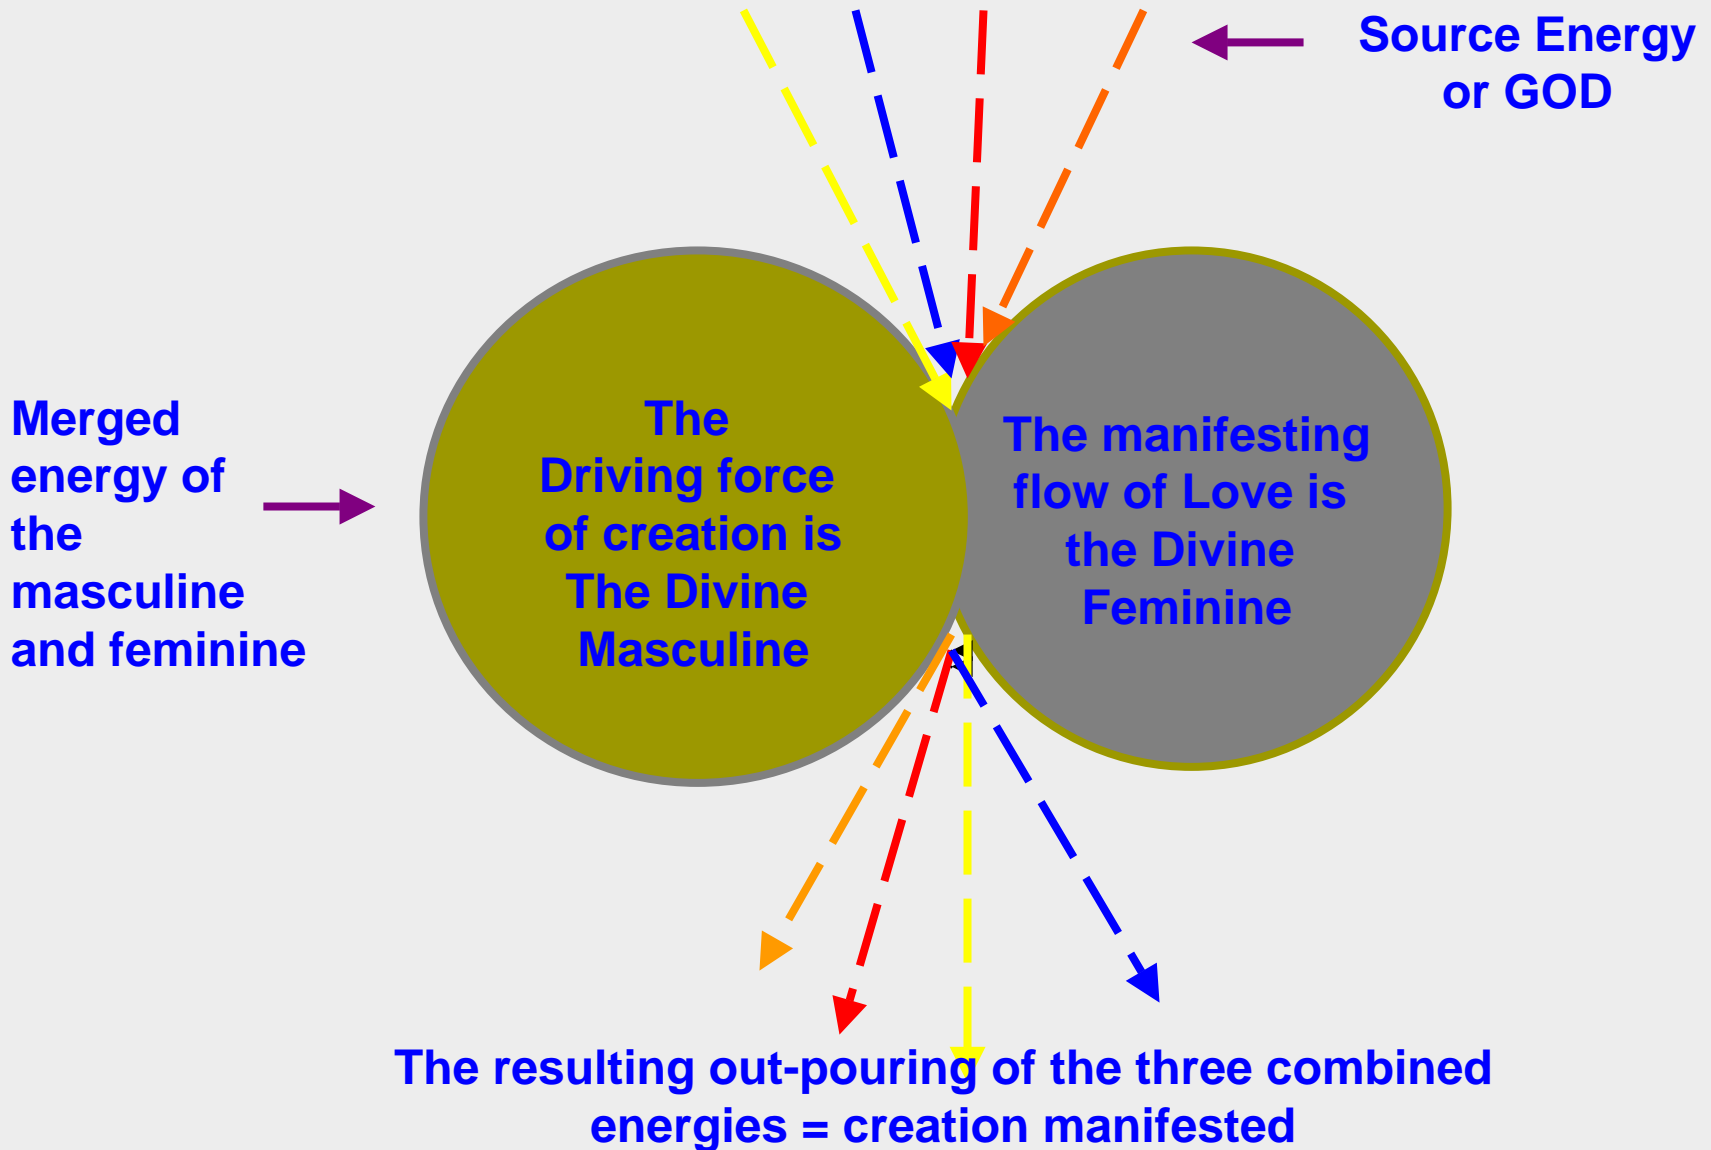 Source Energy
or GOD
Merged
energy of
the
masculine
and feminine
The
Driving force
of creation is
The Divine
Masculine
The manifesting
flow of Love is
the Divine
Feminine
The resulting out-pouring of the three combined
energies = creation manifested